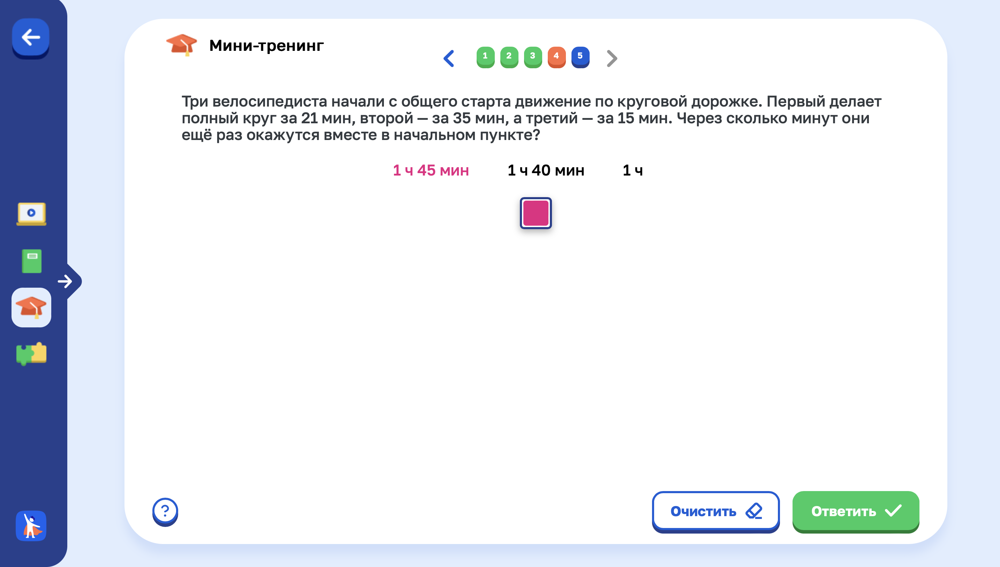 Мини-тренинг
1 2 3 4 5
Три велосипедиста начали с общего старта движение по круговой дорожке. Первый делает
полный круг за 21 мин, второй — за 35 мин, а третий — за 15 мин. Через сколько минут они
ещё раз окажутся вместе в начальном пункте?
1 ч 45 мин 1 ч 40 мин 1 ч
?
Очистить Ответить